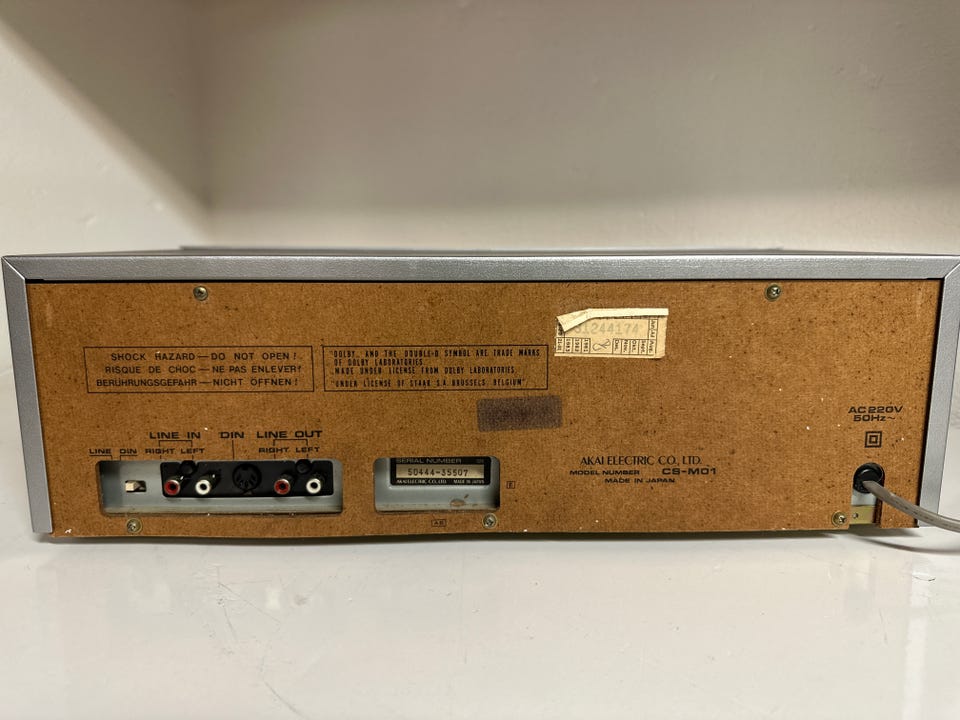 31244174
SHOCK HAZARD — DO NOT OPEN!
RISQUE DE CHOC — NE PAS ENLEVER!
BERÜHRUNGSGEFAHR — NICHT ÖFFNEN!
"DOLBY, AND THE DOUBLE-D SYMBOL ARE TRADE MARKS
OF DOLBY LABORATORIES.
MADE UNDER LICENSE FROM DOLBY LABORATORIES.
"UNDER LICENSE OF STAAR S.A. BRUSSELS, BELGIUM"
LINE IN DIN LINE OUT
LINE DIN RIGHT LEFT RIGHT LEFT
SERIAL NUMBER
50444-35507
AKAI ELECTRIC CO., LTD. MADE IN JAPAN
E
AB
AKAI ELECTRIC CO., LTD.
MODEL NUMBER CS-M01
MADE IN JAPAN
AC 220V
50Hz~